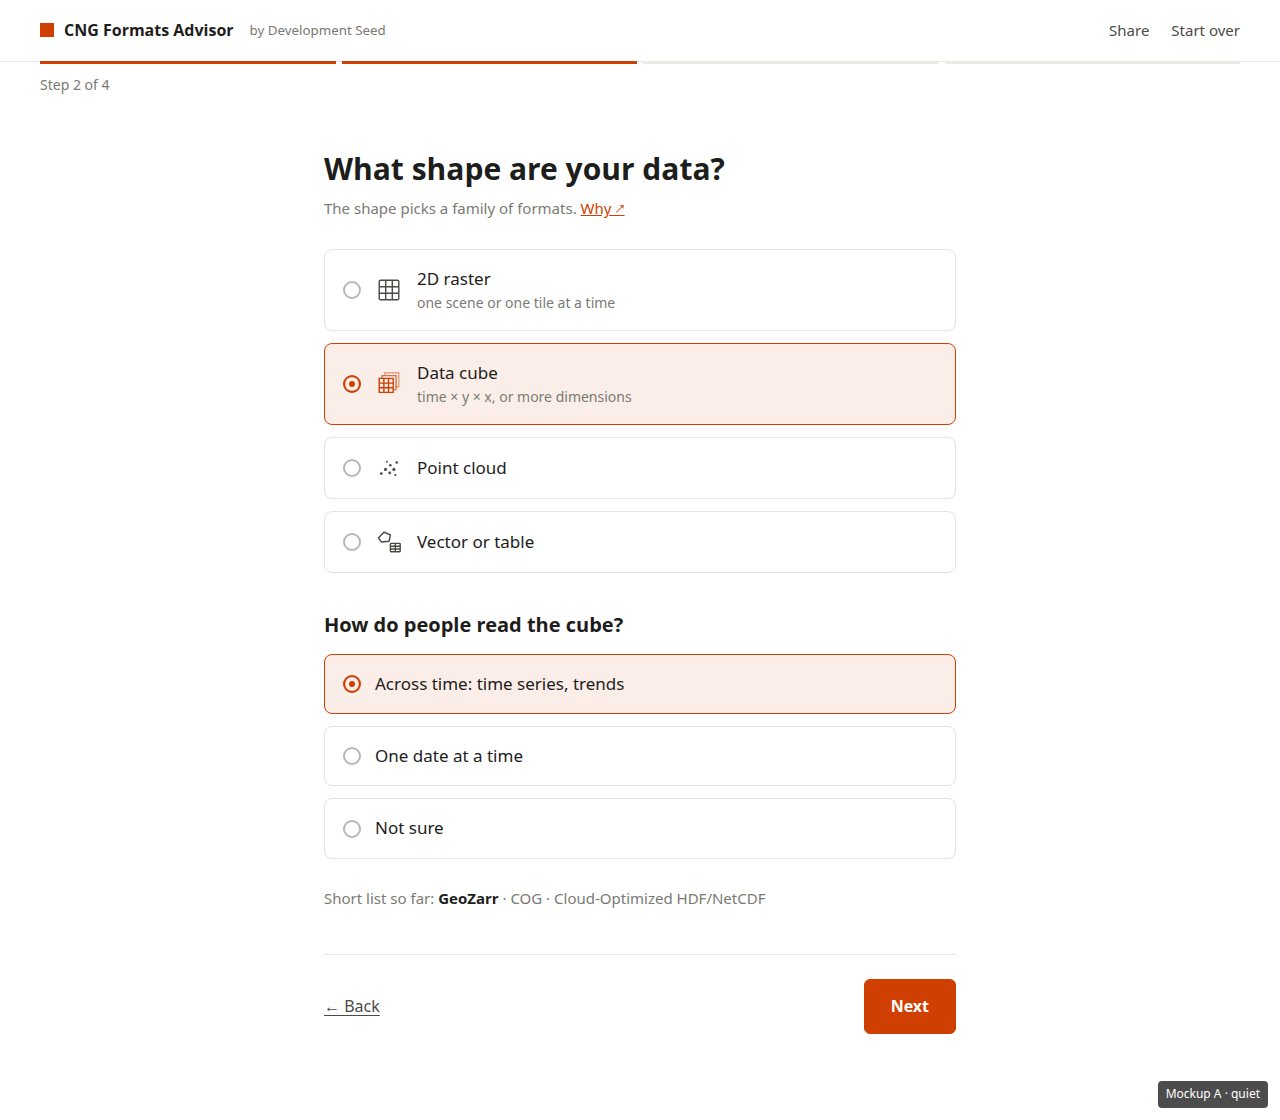 CNG Formats Advisor by Development Seed
Share Start over
Step 2 of 4
What shape are your data?
The shape picks a family of formats. Why ↗
2D raster
one scene or one tile at a time
Data cube
time × y × x, or more dimensions
Point cloud
Vector or table
How do people read the cube?
Across time: time series, trends
One date at a time
Not sure
Short list so far: GeoZarr · COG · Cloud-Optimized HDF/NetCDF
← Back
Next
Mockup A · quiet